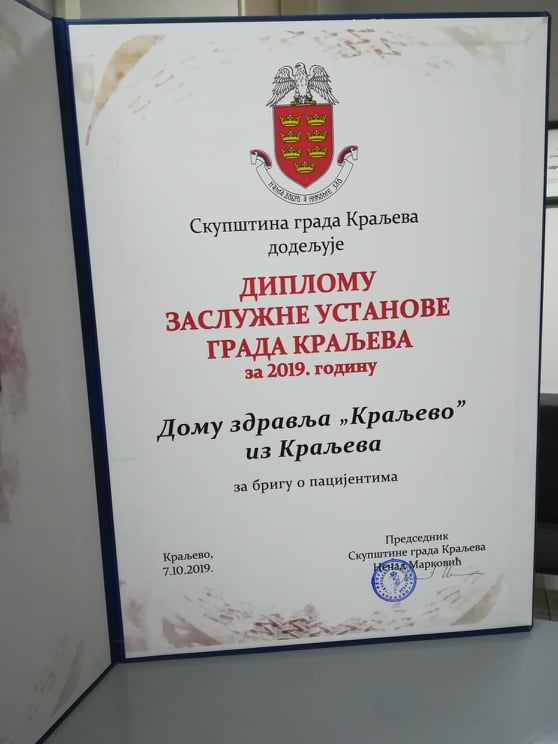 Скупштина града Краљева
додељује
ДИПЛОМУ
ЗАСЛУЖНЕ УСТАНОВЕ
ГРАДА КРАЉЕВА
за 2019. годину
Дому здравља „Краљево”
из Краљева
за бригу о пацијентима
Краљево,
7.10.2019.
Председник
Скупштине града Краљева
Ненад Марковић